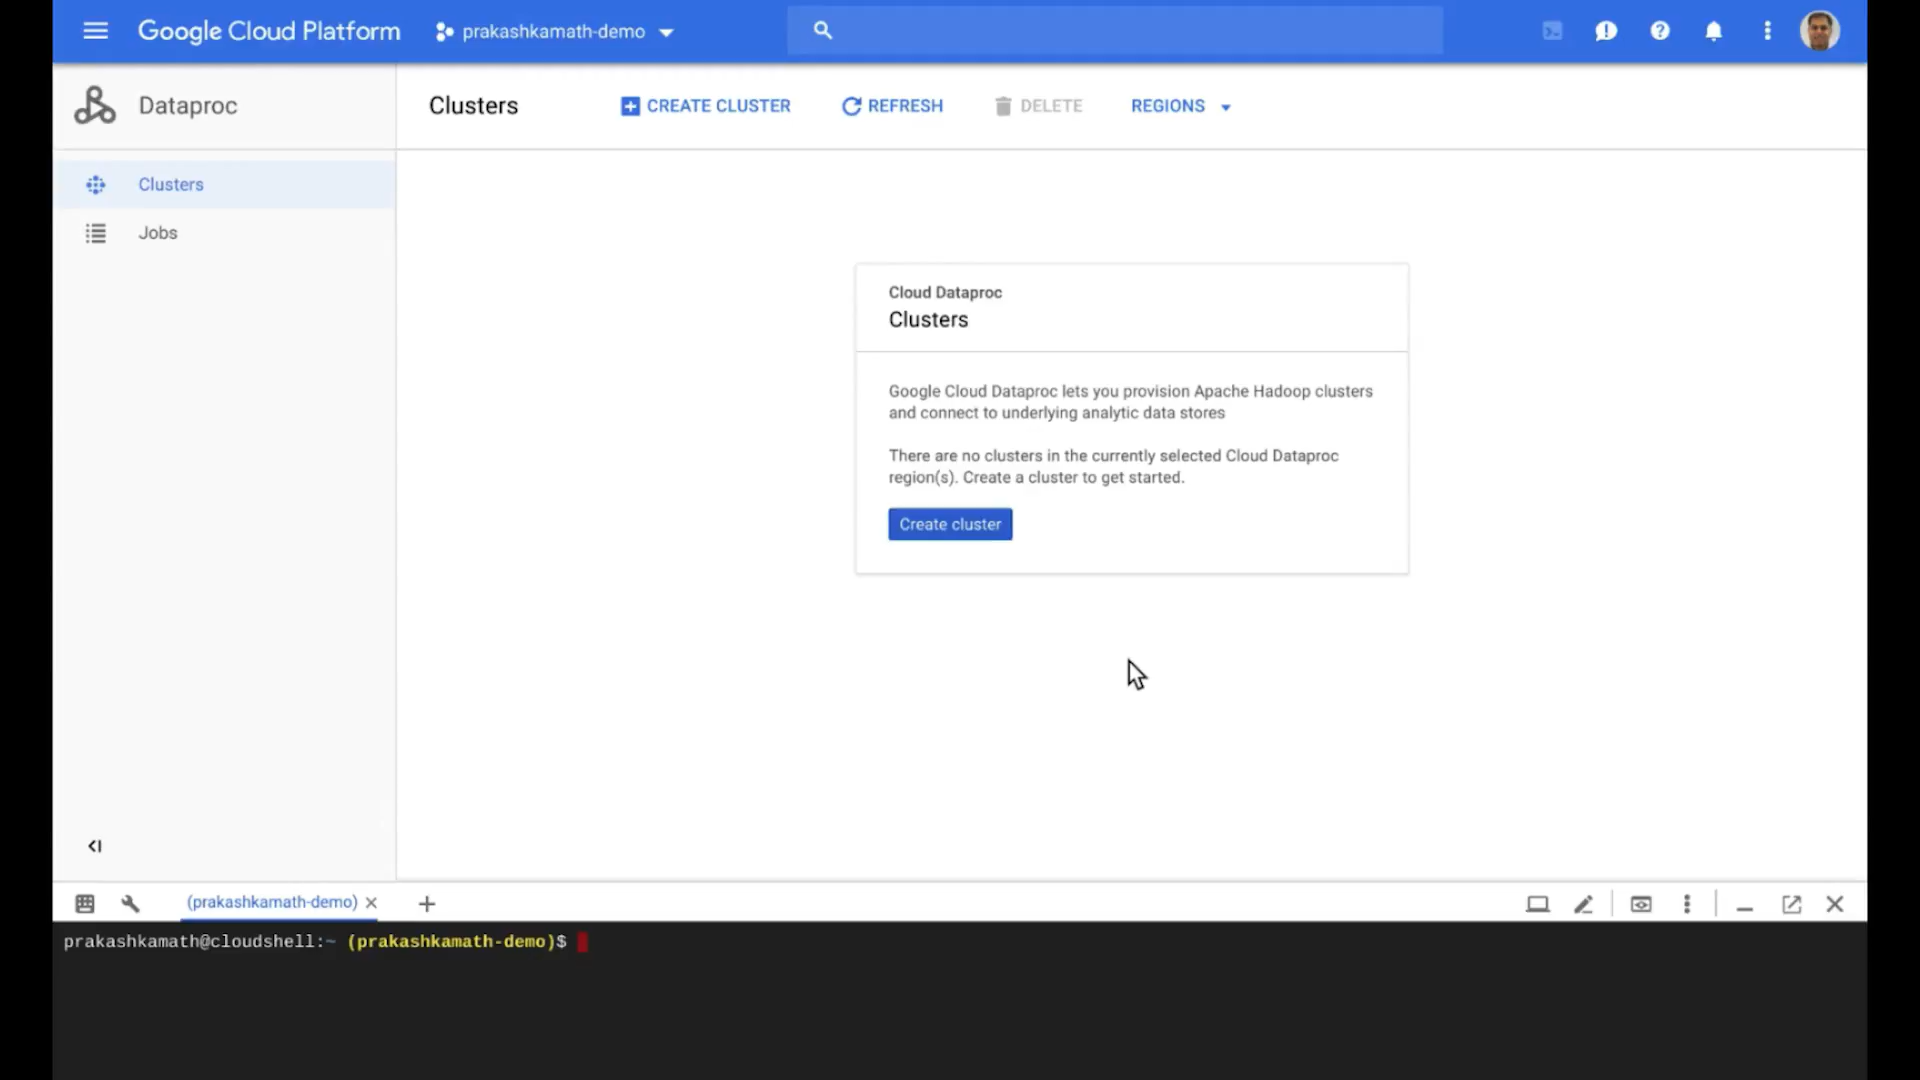 Google Cloud Platform
prakashkamath-demo
Dataproc
Clusters
CREATE CLUSTER
REFRESH
DELETE
REGIONS
Clusters
Jobs
Cloud Dataproc
Clusters
Google Cloud Dataproc lets you provision Apache Hadoop clusters
and connect to underlying analytic data stores
There are no clusters in the currently selected Cloud Dataproc
region(s). Create a cluster to get started.
Create cluster
(prakashkamath-demo)
prakashkamath@cloudshell:~ (prakashkamath-demo)$